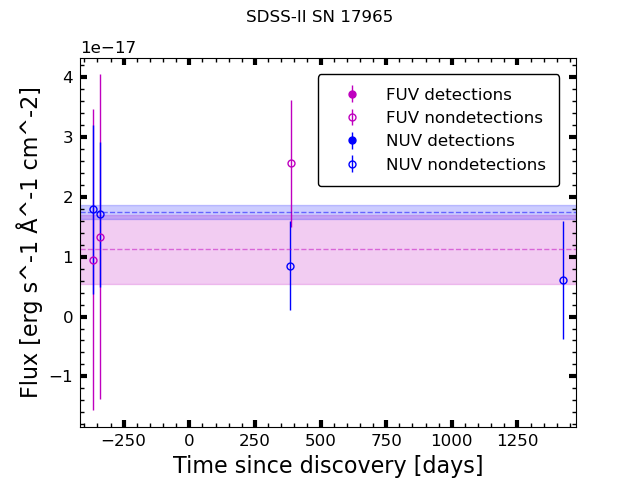 SDSS-II SN 17965
1e−17
FUV detections
FUV nondetections
NUV detections
NUV nondetections
4
3
2
1
0
−1
Flux [erg s^-1 Å^-1 cm^-2]
−250 0 250 500 750 1000 1250
Time since discovery [days]